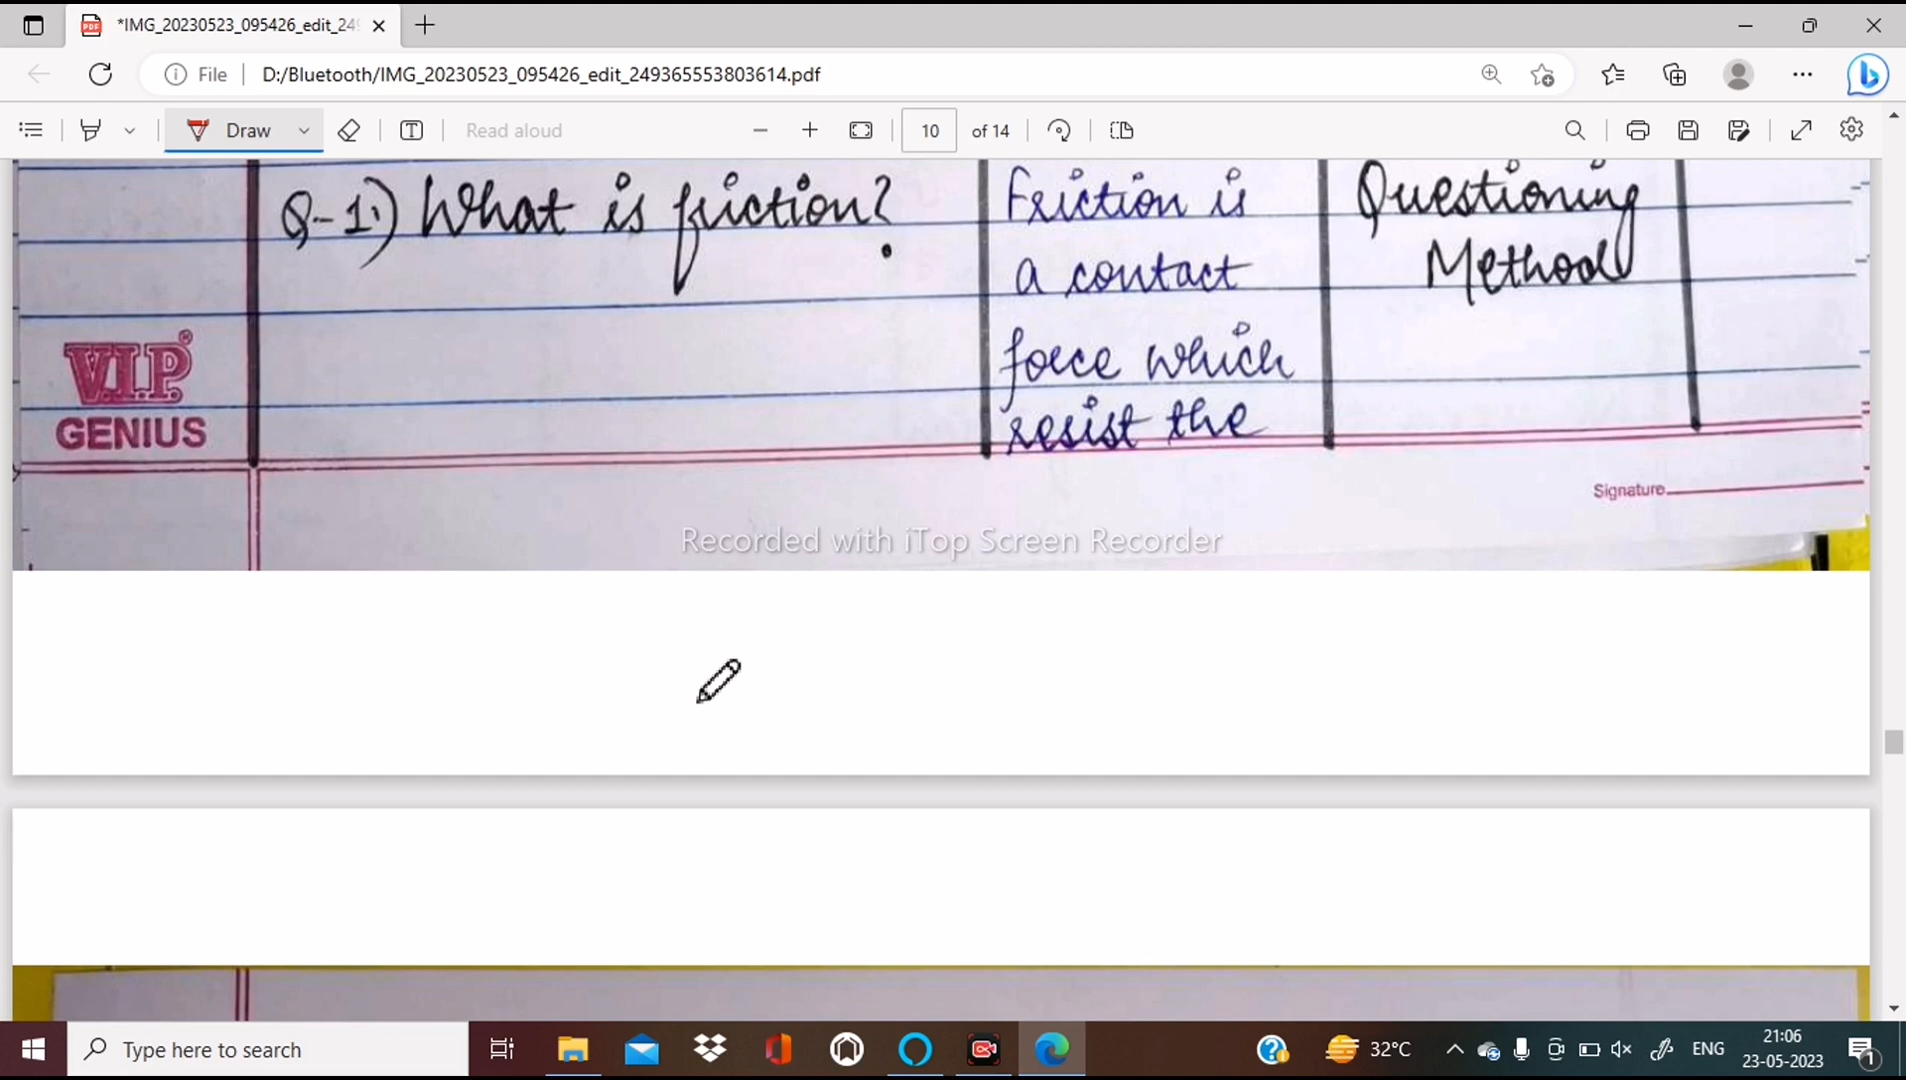 *IMG_20230523_095426_edit_249
File
D:/Bluetooth/IMG_20230523_095426_edit_249365553803614.pdf
Draw
Read aloud
10 of 14
Q-1.) What is friction?
Friction is
a contact
force which
resist the
Questioning
Method
V.I.P.®
GENIUS
Signature
Recorded with iTop Screen Recorder
Type here to search
32°C
ENG
21:06
23-05-2023
1